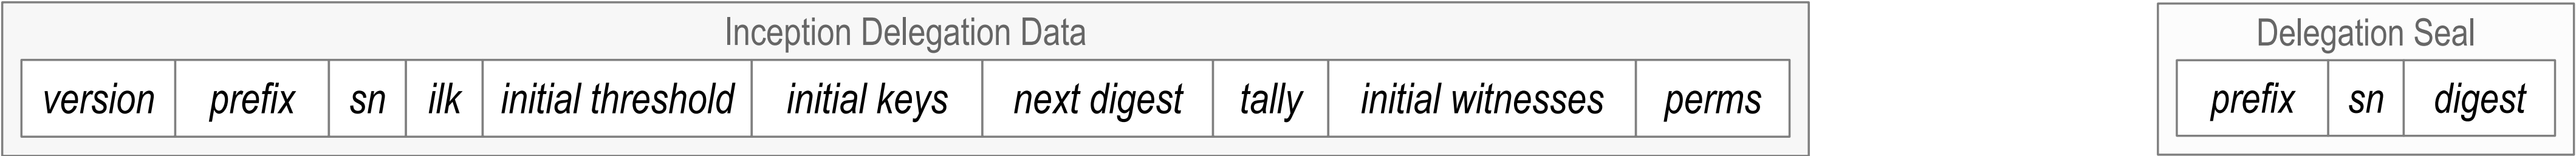 Inception Delegation Data
version prefix sn ilk initial threshold initial keys next digest tally initial witnesses perms
Delegation Seal
prefix sn digest